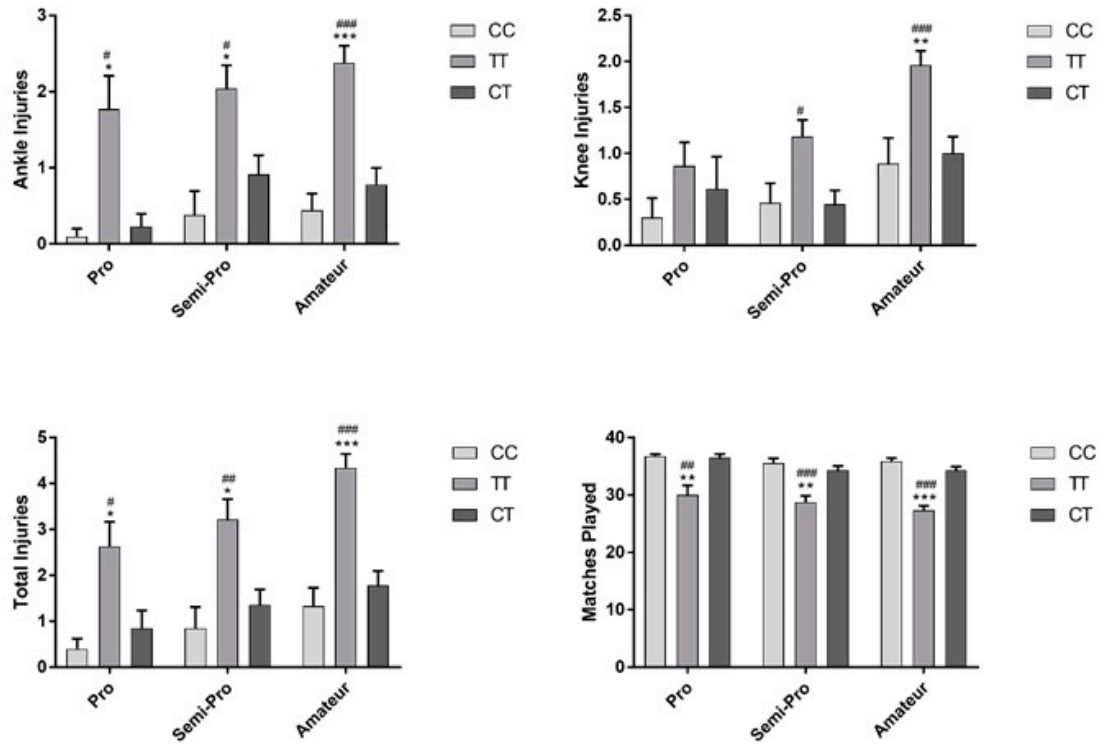 Ankle Injuries
3
2
1
0
#
*
#
*
###
***
Pro
Semi-Pro
Amateur
CC
TT
CT
Knee Injuries
2.5
2.0
1.5
1.0
0.5
0.0
#
###
**
Pro
Semi-Pro
Amateur
CC
TT
CT
Total Injuries
5
4
3
2
1
0
#
*
##
*
###
***
Pro
Semi-Pro
Amateur
CC
TT
CT
Matches Played
40
30
20
10
0
##
**
###
**
###
***
Pro
Semi-Pro
Amateur
CC
TT
CT